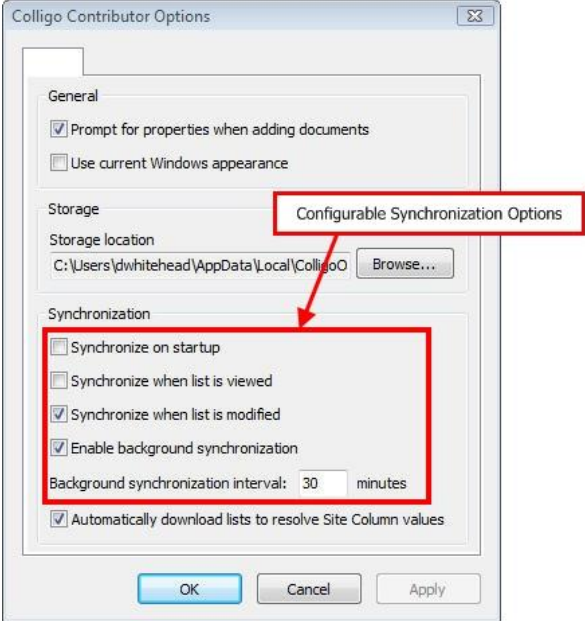 Colligo Contributor Options
General
Prompt for properties when adding documents
Use current Windows appearance
Configurable Synchronization Options
Storage
Storage location
C:\Users\dwhitehead\AppData\Local\ColligoO
Browse...
Synchronization
Synchronize on startup
Synchronize when list is viewed
Synchronize when list is modified
Enable background synchronization
Background synchronization interval: 30 minutes
Automatically download lists to resolve Site Column values
OK Cancel Apply